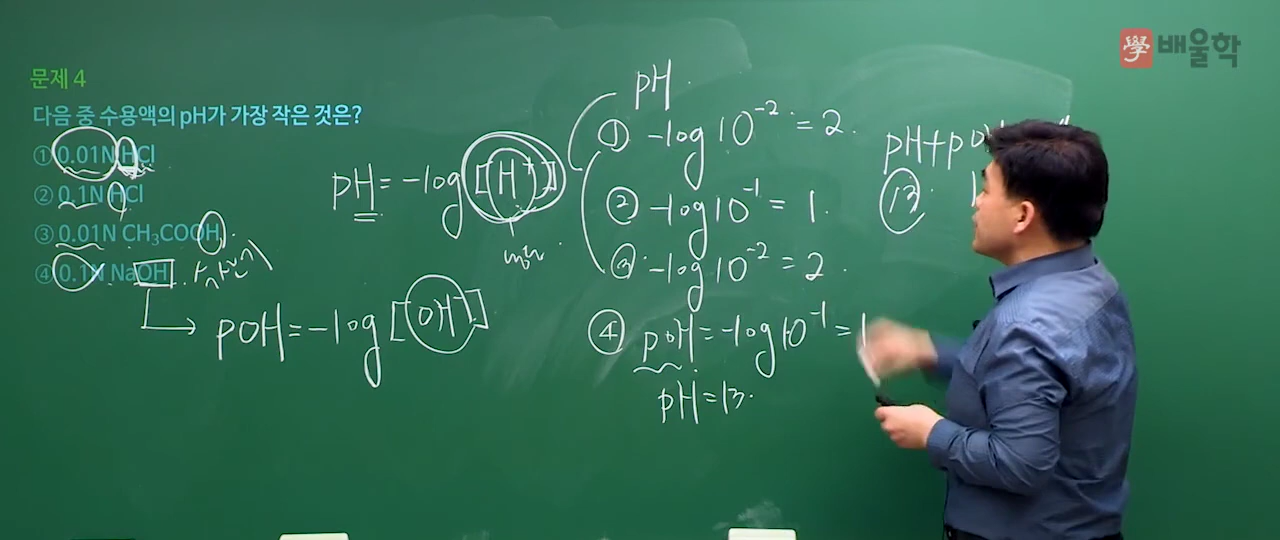 學 배울학
문제 4
다음 중 수용액의 pH가 가장 작은 것은?
① 0.01N HCl
② 0.1N HCl
③ 0.01N CH₃COOH
④ 0.1N NaOH
pH = -log[H⁺]
pOH = -log[OH⁻]
pH
① -log10⁻² = 2.
② -log10⁻¹ = 1.
③ -log10⁻² = 2.
④ pOH = -log10⁻¹ = 1
pH = 13.
pH + pO
13